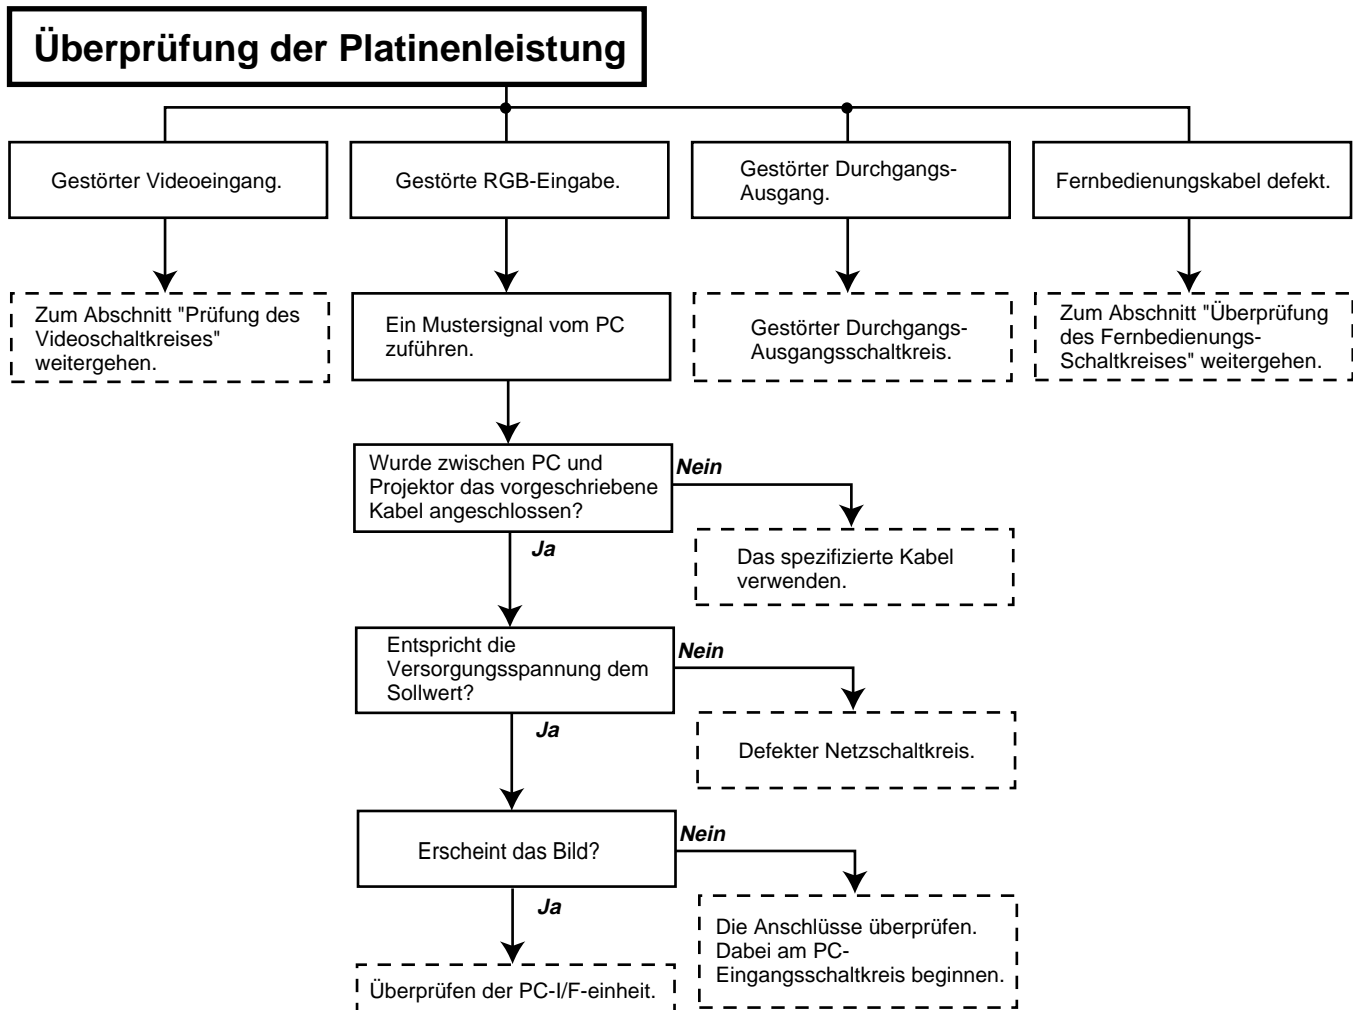 Überprüfung der Platinenleistung
Gestörter Videoeingang.
Gestörte RGB-Eingabe.
Gestörter Durchgangs-
Ausgang.
Fernbedienungskabel defekt.
Zum Abschnitt "Prüfung des
Videoschaltkreises"
weitergehen.
Ein Mustersignal vom PC
zuführen.
Gestörter Durchgangs-
Ausgangsschaltkreis.
Zum Abschnitt "Überprüfung
des Fernbedienungs-
Schaltkreises" weitergehen.
Wurde zwischen PC und
Projektor das vorgeschriebene
Kabel angeschlossen?
Nein
Ja
Das spezifizierte Kabel
verwenden.
Entspricht die
Versorgungsspannung dem
Sollwert?
Nein
Ja
Defekter Netzschaltkreis.
Erscheint das Bild?
Nein
Ja
Die Anschlüsse überprüfen.
Dabei am PC-
Eingangsschaltkreis beginnen.
Überprüfen der PC-I/F-einheit.